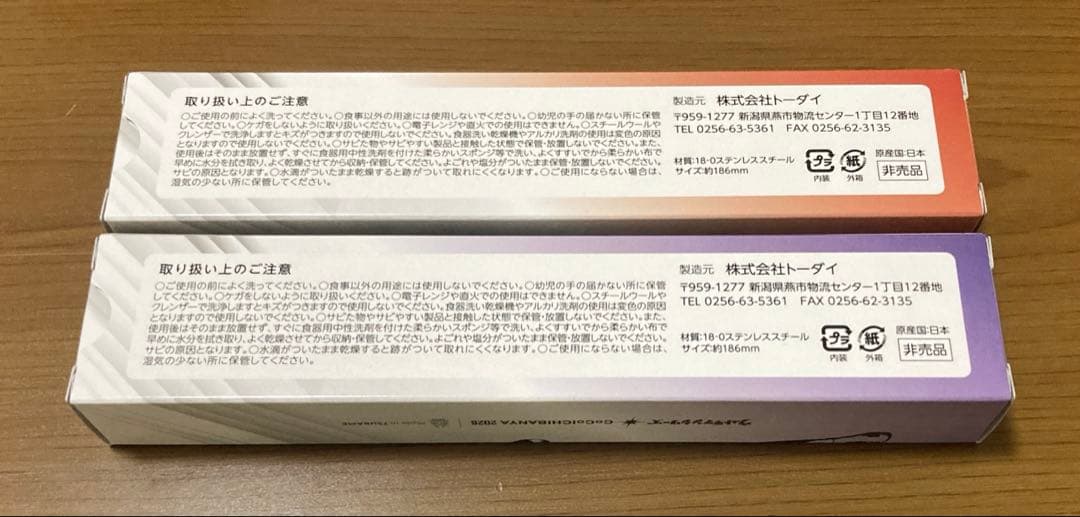 取り扱い上のご注意
〇ご使用の前によく洗ってください。〇食事以外の用途には使用しないでください。〇幼児の手の届かない所に保管
してください。〇ケガをしないように取り扱いください。〇電子レンジや直火での使用はできません。〇スチールウールや
クレンザーで洗浄しますとキズがつきますので使用しないでください。食器洗い乾燥機やアルカリ洗剤の使用は変色の原因
となりますので使用しないでください。〇サビた物やサビやすい製品と接触した状態で保管・放置しないでください。また、
使用後はそのまま放置せず、すぐに食器用中性洗剤を付けた柔らかいスポンジ等で洗い、よくすすいでから柔らかい布で
早めに水分を拭き取り、よく乾燥させてから収納・保管してください。よごれや塩分がついたまま保管・放置しないでください。
サビの原因となります。〇水滴がついたまま乾燥すると跡がついて取れにくくなります。〇ご使用にならない場合は、
湿気の少ない所に保管してください。
製造元 株式会社トーダイ
〒959-1277 新潟県燕市物流センター1丁目12番地
TEL 0256-63-5361 FAX 0256-62-3135
材質:18-0ステンレススチール
サイズ:約186mm
プラ
内装
紙
外箱
原産国:日本
非売品
取り扱い上のご注意
〇ご使用の前によく洗ってください。〇食事以外の用途には使用しないでください。〇幼児の手の届かない所に保管
してください。〇ケガをしないように取り扱いください。〇電子レンジや直火での使用はできません。〇スチールウールや
クレンザーで洗浄しますとキズがつきますので使用しないでください。食器洗い乾燥機やアルカリ洗剤の使用は変色の原因
となりますので使用しないでください。〇サビた物やサビやすい製品と接触した状態で保管・放置しないでください。また、
使用後はそのまま放置せず、すぐに食器用中性洗剤を付けた柔らかいスポンジ等で洗い、よくすすいでから柔らかい布で
早めに水分を拭き取り、よく乾燥させてから収納・保管してください。よごれや塩分がついたまま保管・放置しないでください。
サビの原因となります。〇水滴がついたまま乾燥すると跡がついて取れにくくなります。〇ご使用にならない場合は、
湿気の少ない所に保管してください。
製造元 株式会社トーダイ
〒959-1277 新潟県燕市物流センター1丁目12番地
TEL 0256-63-5361 FAX 0256-62-3135
材質:18-0ステンレススチール
サイズ:約186mm
プラ
内装
紙
外箱
原産国:日本
非売品
ウルトラマンシリーズ CoCoICHIBANYA 2026 Made in TSUBAME